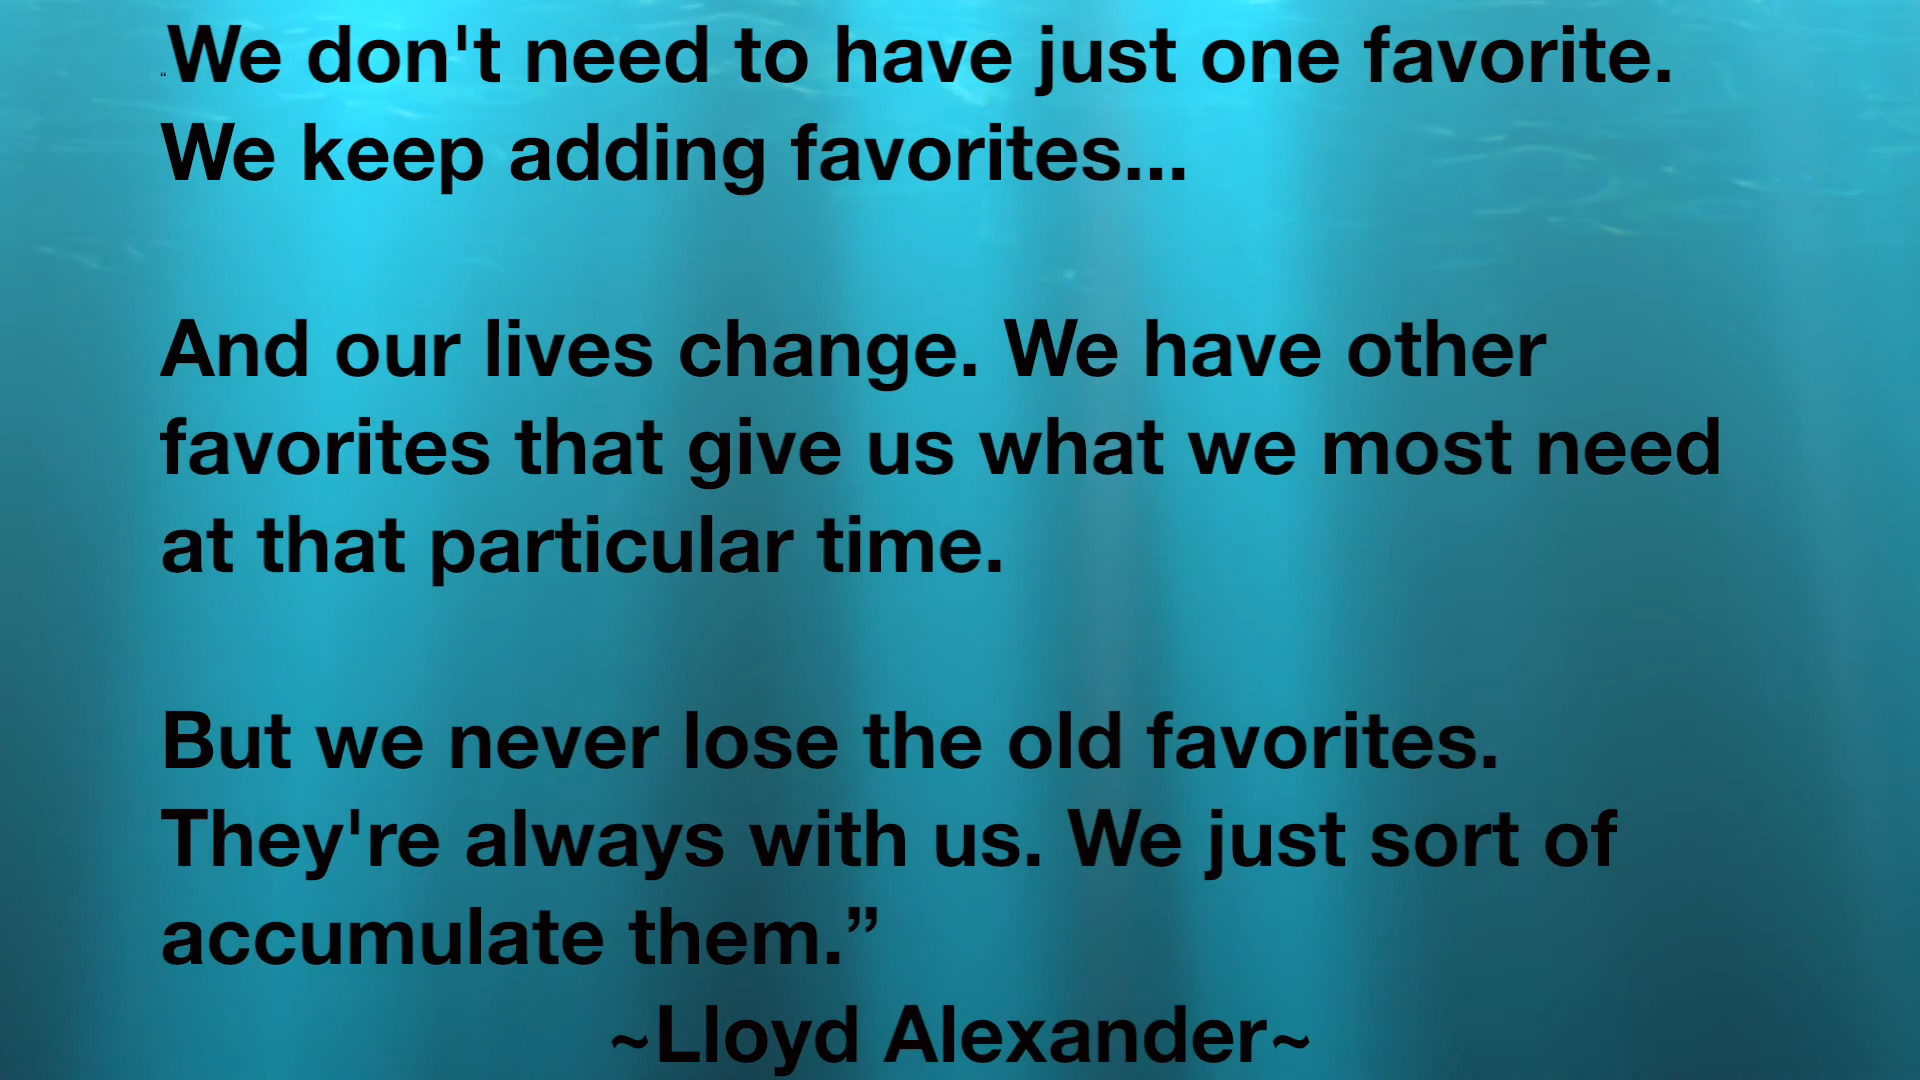 “We don't need to have just one favorite.
We keep adding favorites...
And our lives change. We have other
favorites that give us what we most need
at that particular time.
But we never lose the old favorites.
They're always with us. We just sort of
accumulate them.”
~Lloyd Alexander~